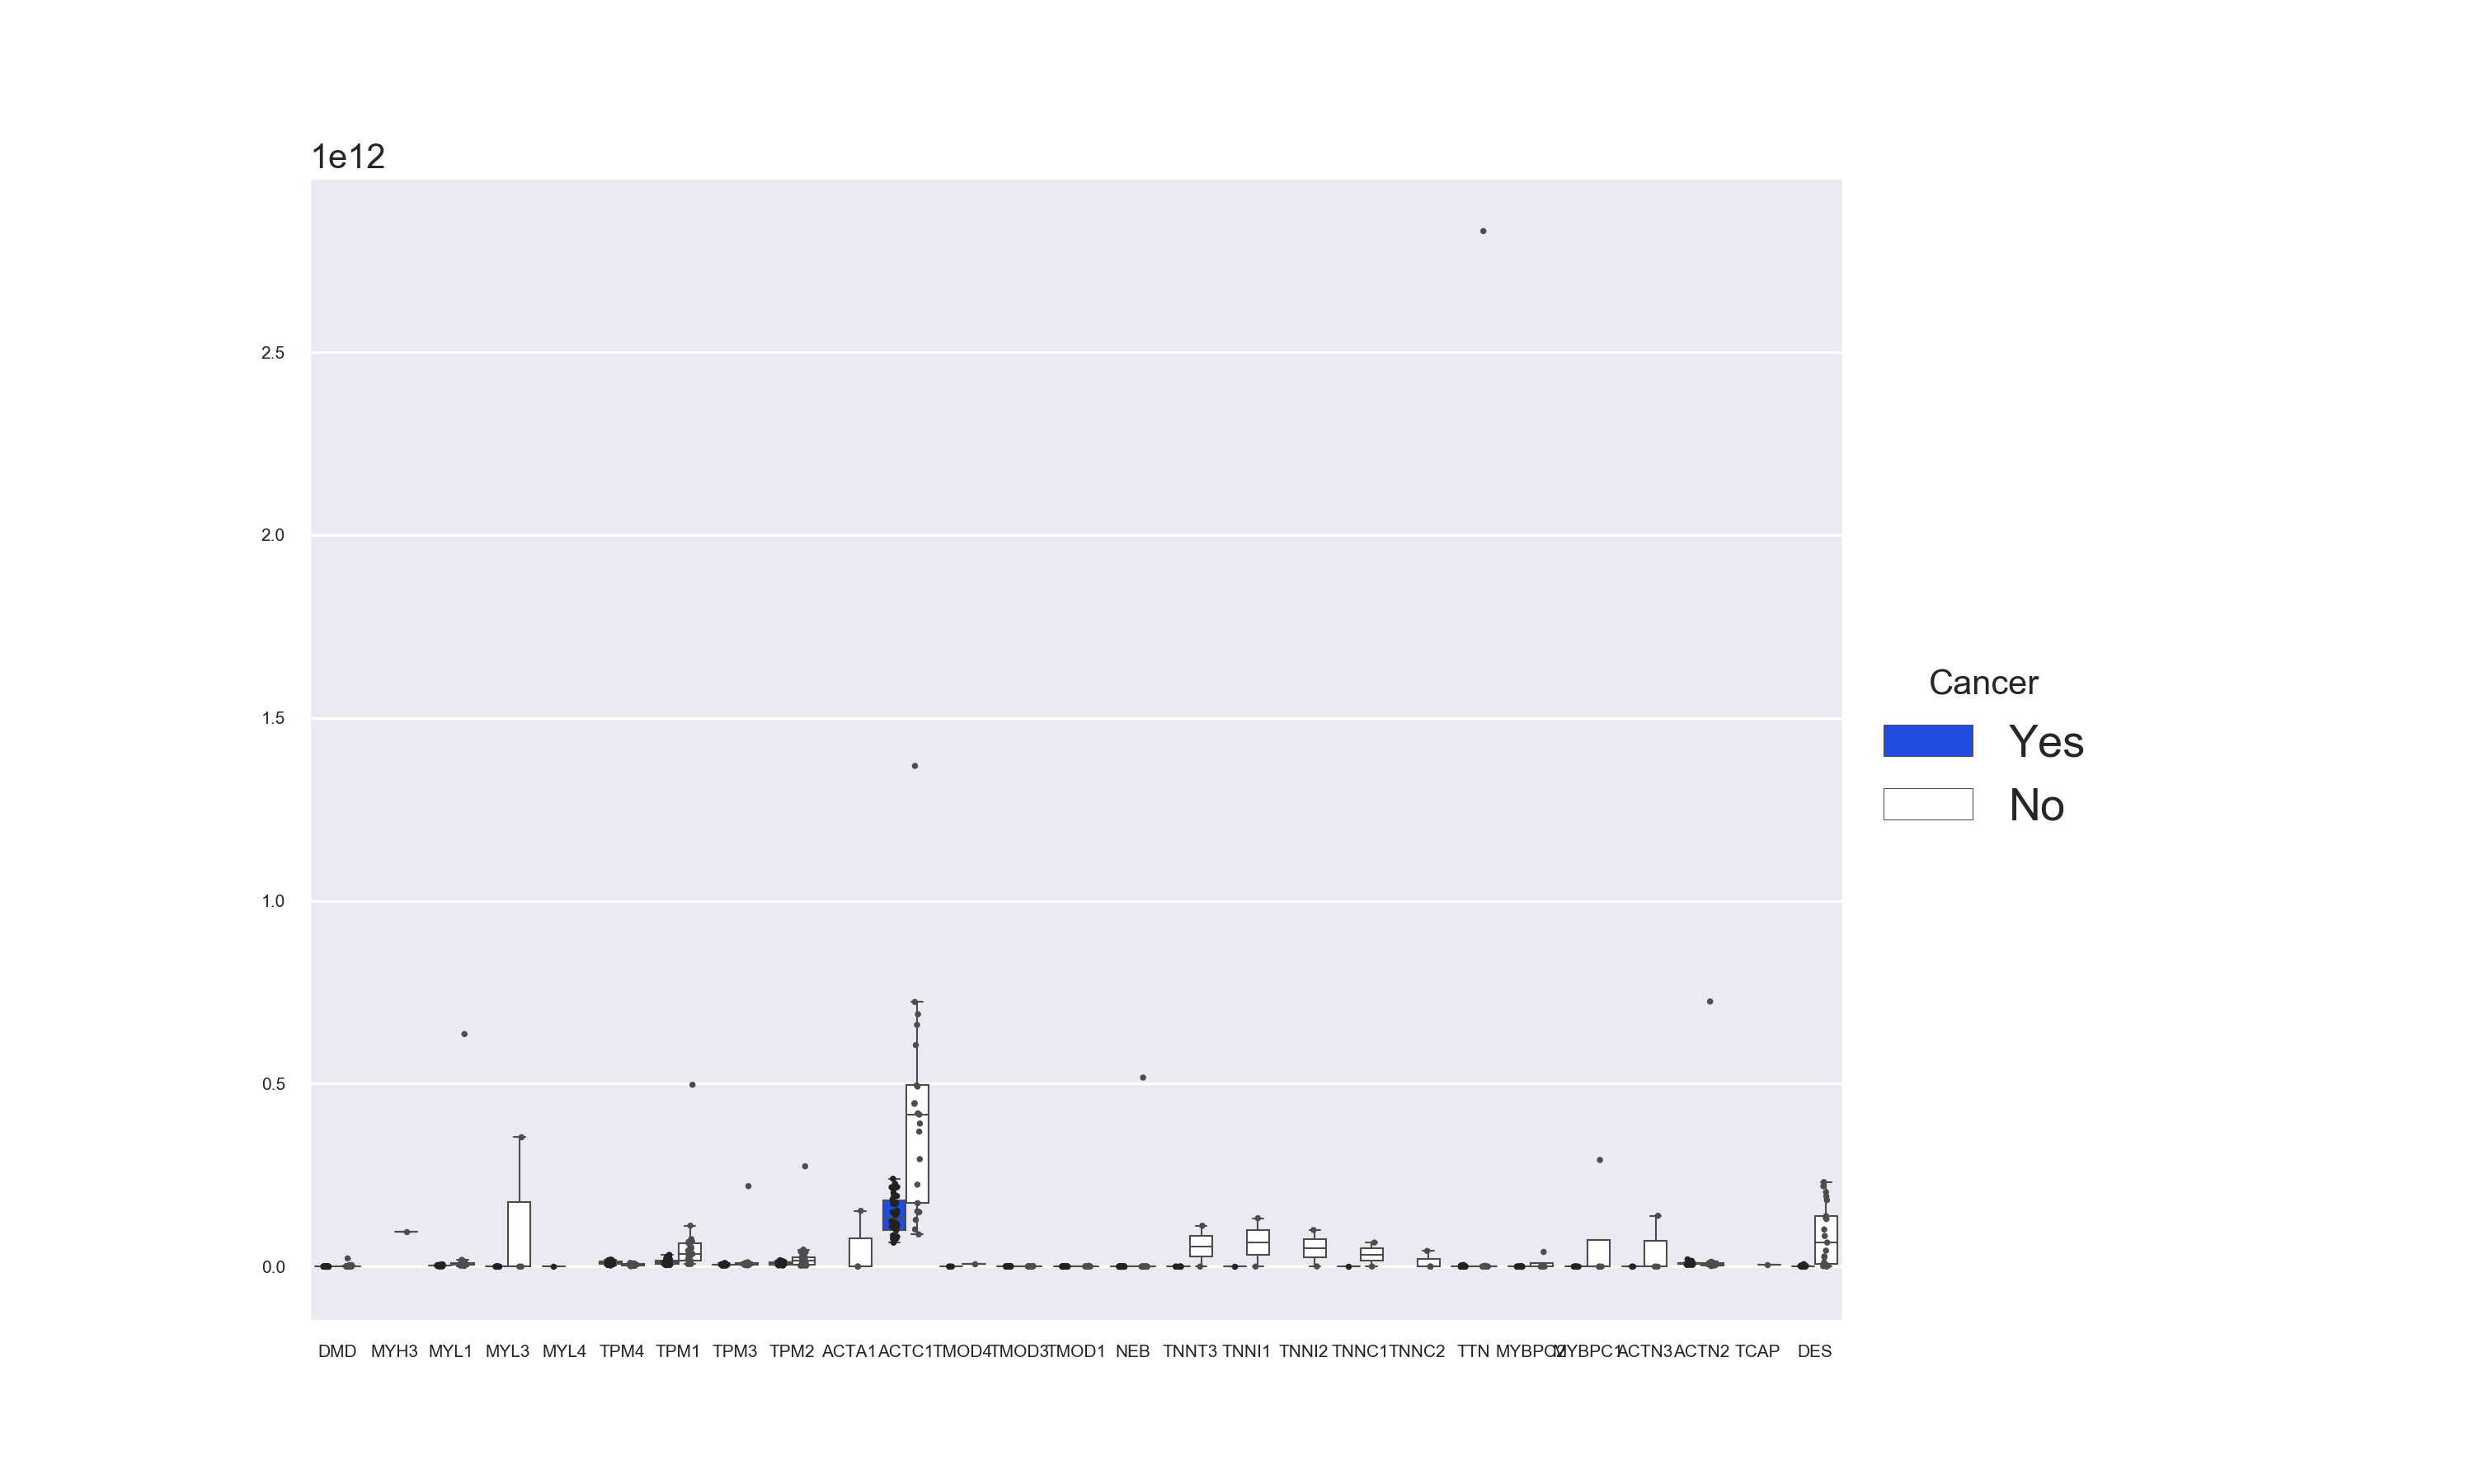 1e12
2.5
2.0
1.5
1.0
0.5
0.0
DMD MYH3 MYL1 MYL3 MYL4 TPM4 TPM1 TPM3 TPM2 ACTA1 ACTC1 TMOD4 TMOD3 TMOD1 NEB TNNT3 TNNI1 TNNI2 TNNC1 TNNC2 TTN MYBPC2 MYBPC1 ACTN3 ACTN2 TCAP DES
Cancer
Yes
No